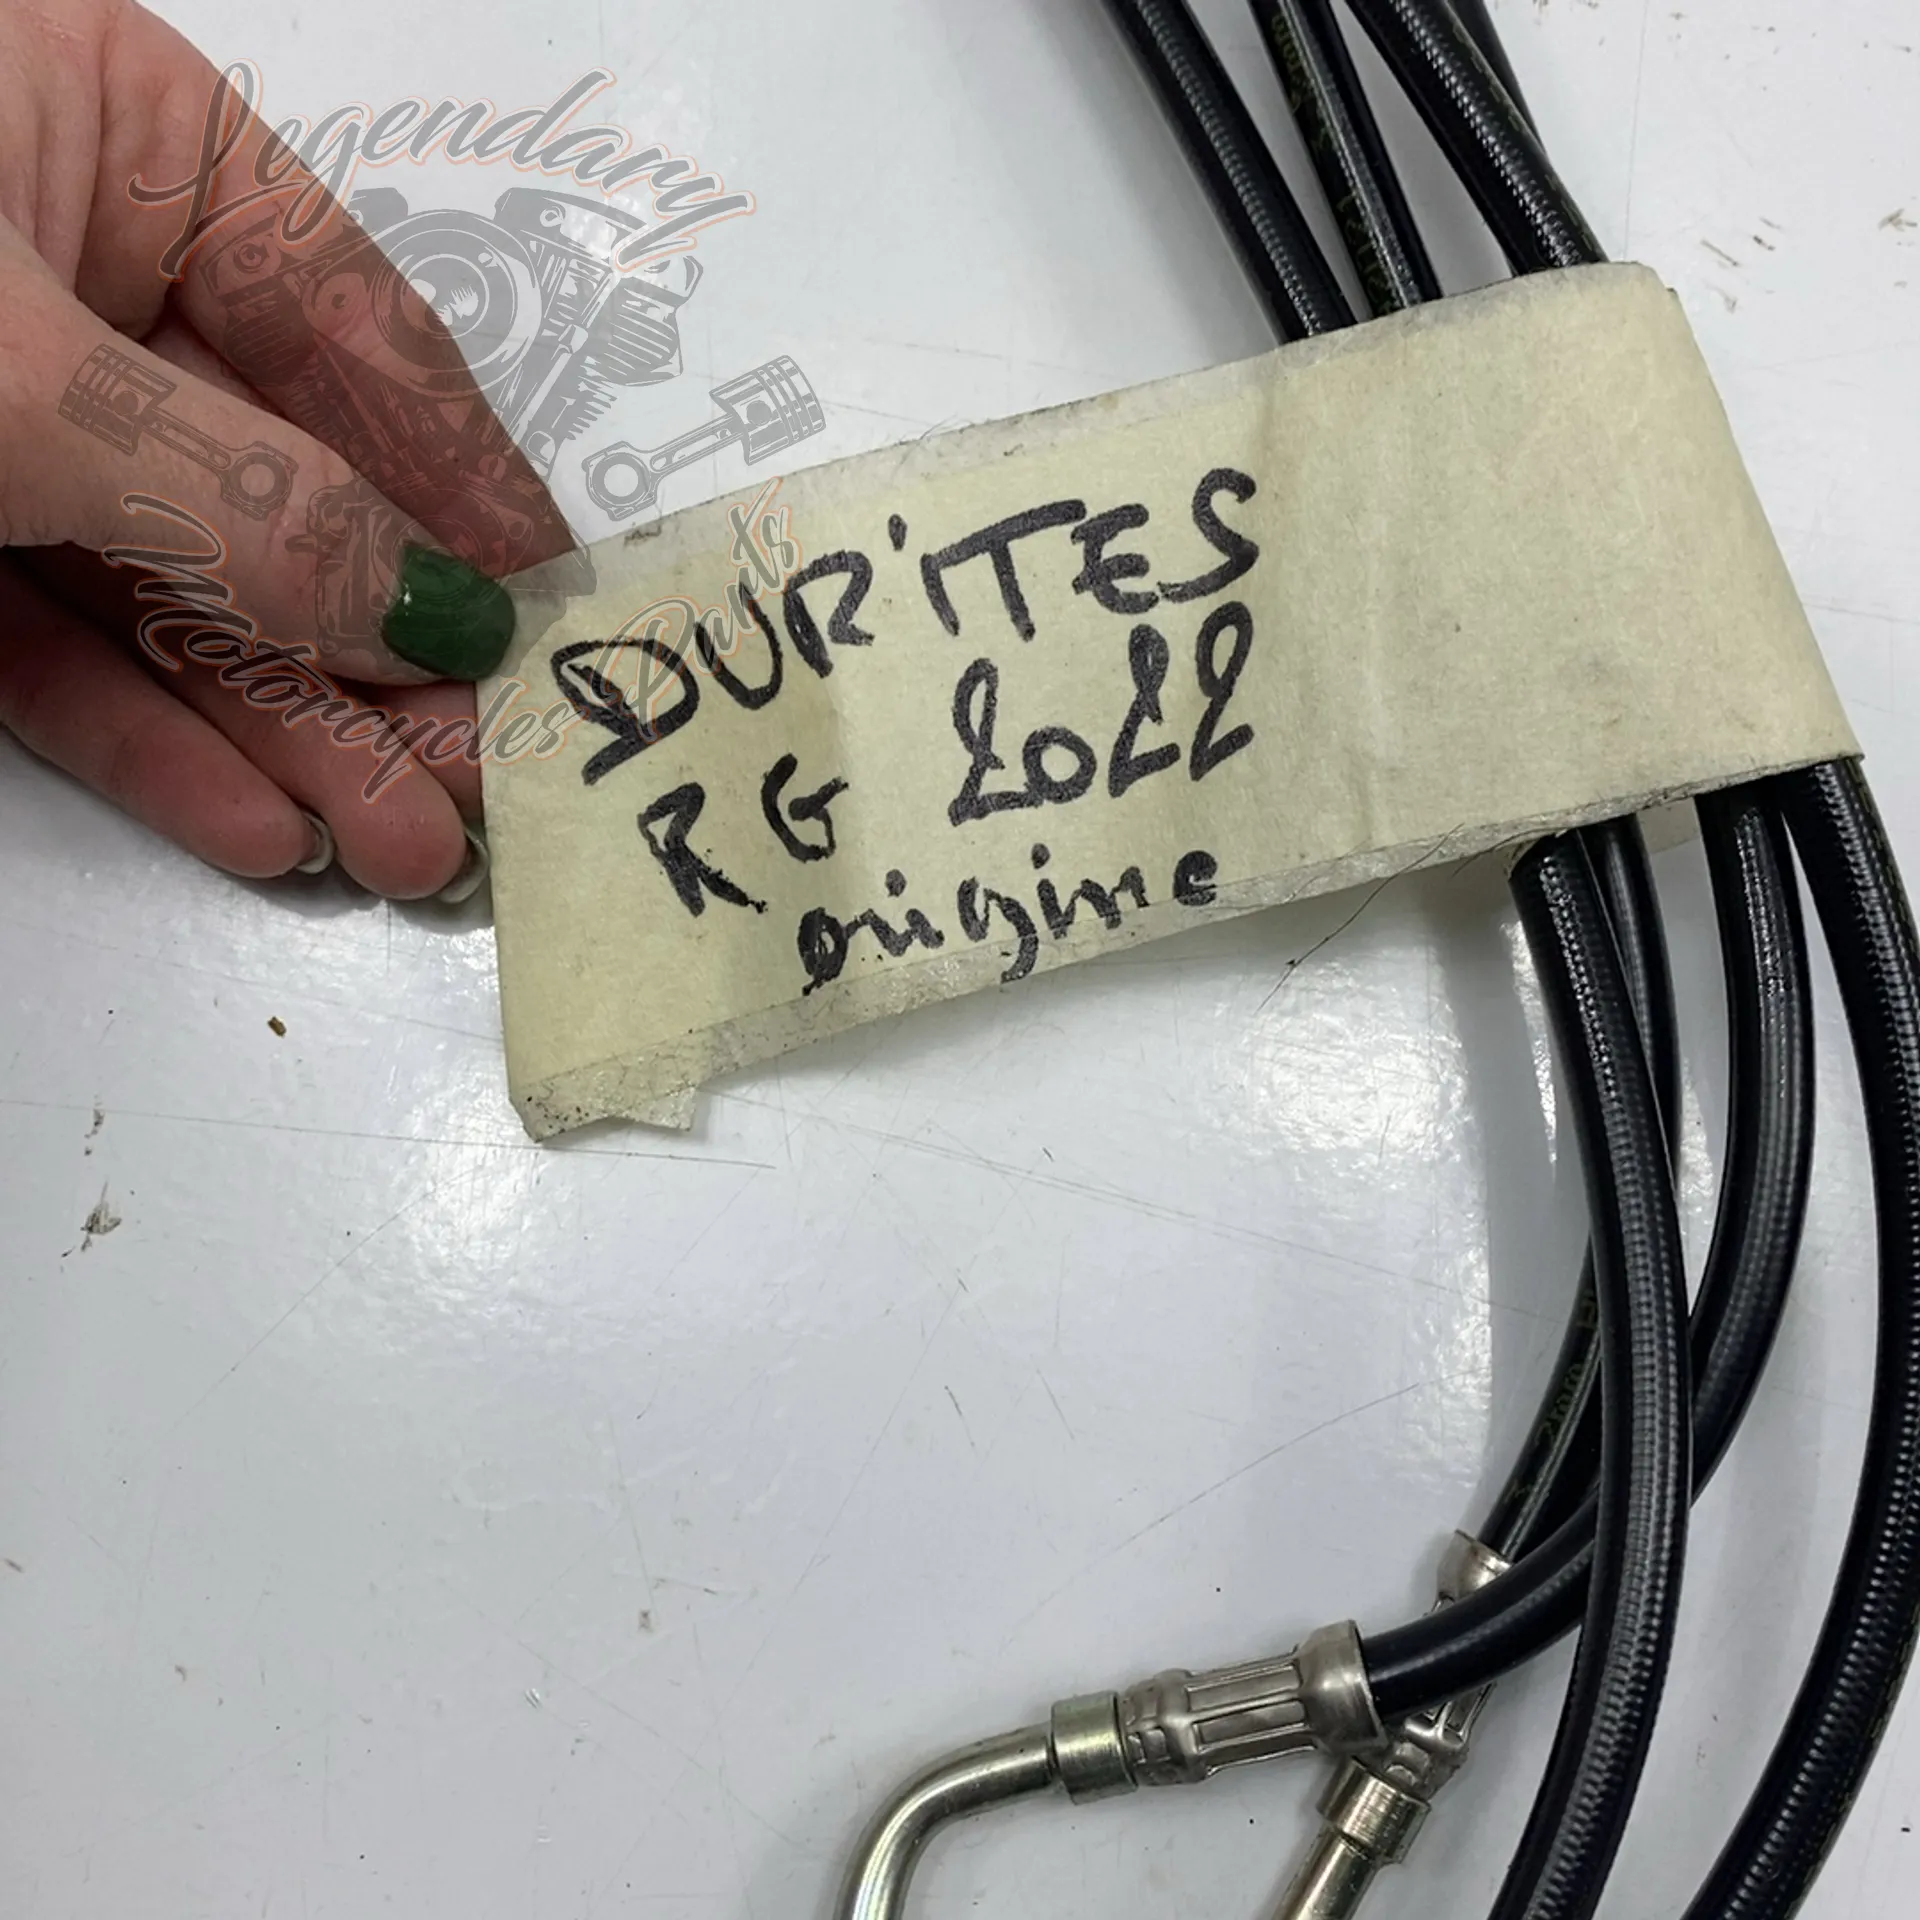 Legendary
Motorcycles Parts
DURiTES
RG 2022
origine